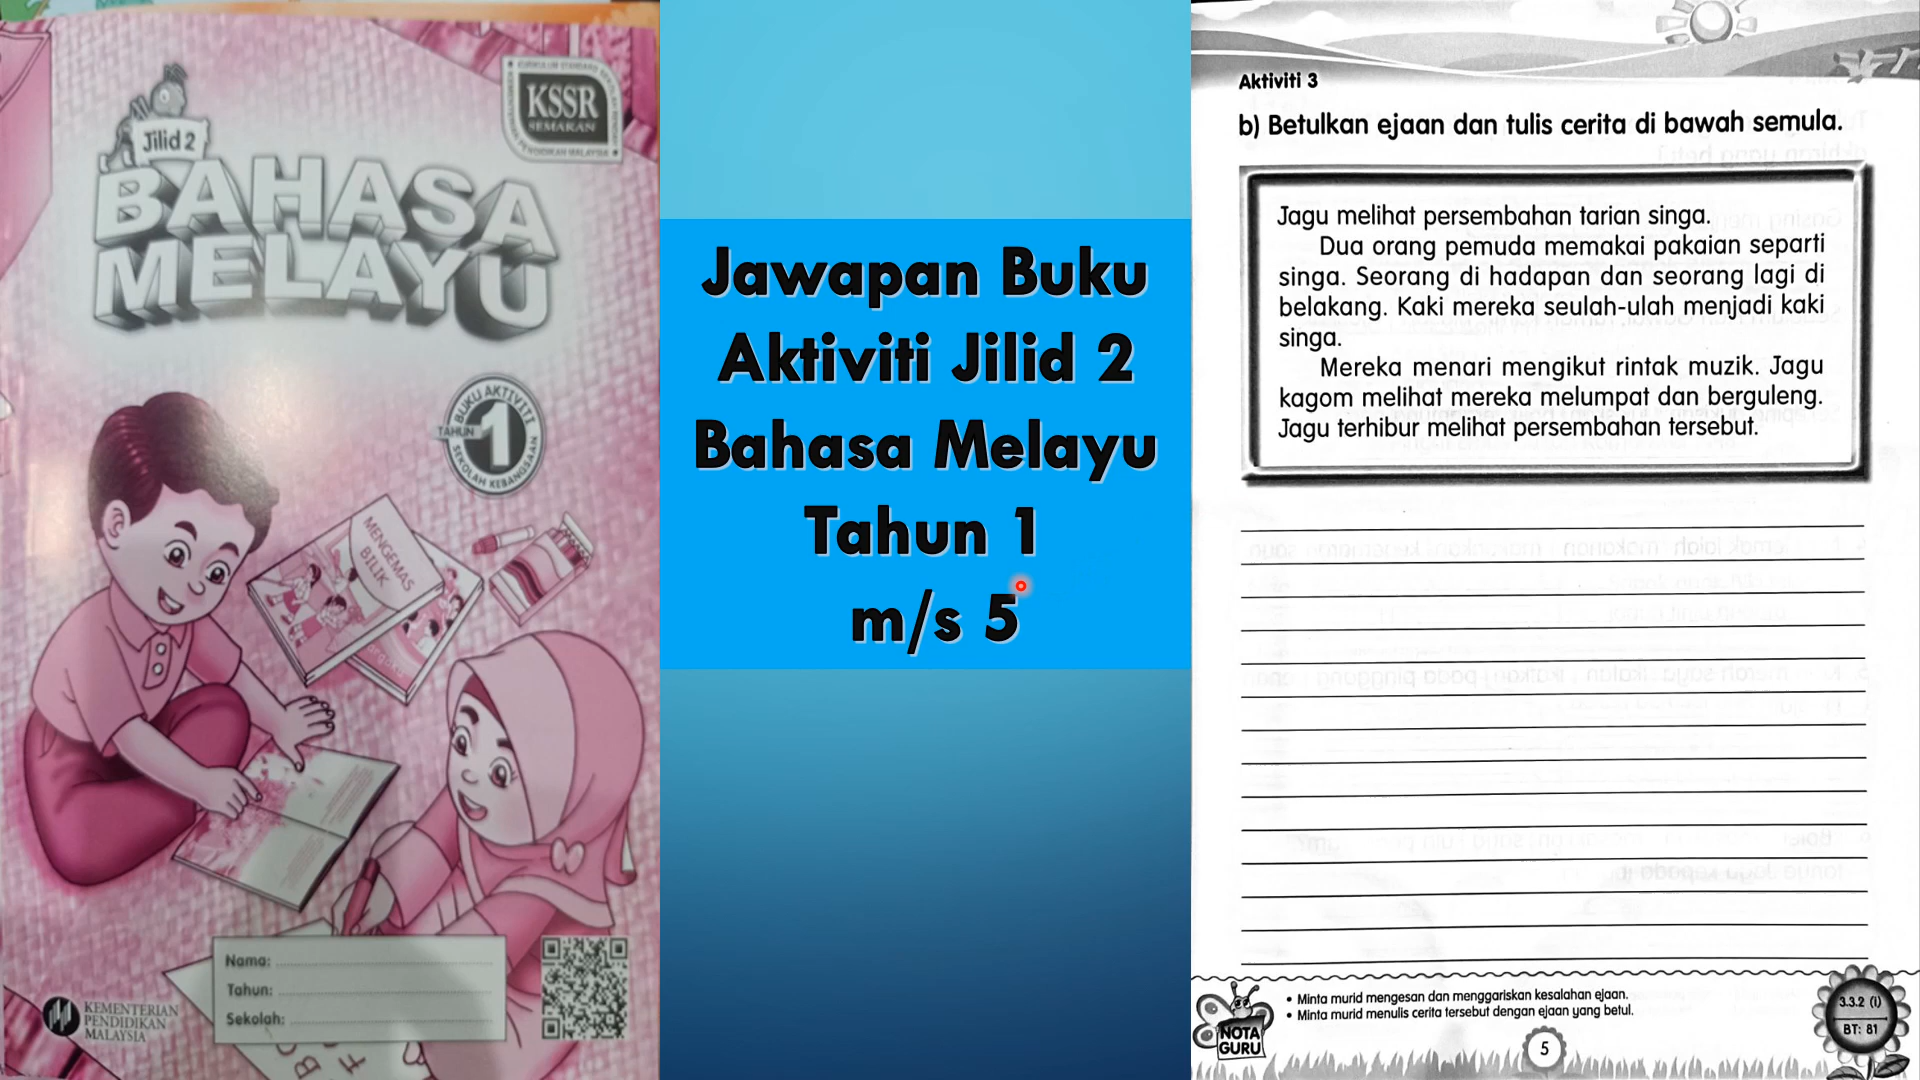 Jilid 2
BAHASA
MELAYU
KSSR
SEMAKAN
KEMENTERIAN PENDIDIKAN MALAYSIA
BUKU AKTIVITI
TAHUN 1
SEKOLAH KEBANGSAAN
MENGEMAS
BILIK
Nama:
Tahun:
Sekolah:
KEMENTERIAN
PENDIDIKAN
MALAYSIA
Jawapan Buku
Aktiviti Jilid 2
Bahasa Melayu
Tahun 1
m/s 5
Aktiviti 3
b) Betulkan ejaan dan tulis cerita di bawah semula.
Jagu melihat persembahan tarian singa.
Dua orang pemuda memakai pakaian separti
singa. Seorang di hadapan dan seorang lagi di
belakang. Kaki mereka seulah-ulah menjadi kaki
singa.
Mereka menari mengikut rintak muzik. Jagu
kagom melihat mereka melumpat dan berguleng.
Jagu terhibur melihat persembahan tersebut.
• Minta murid mengesan dan menggariskan kesalahan ejaan.
• Minta murid menulis cerita tersebut dengan ejaan yang betul.
NOTA
GURU
5
3.3.2 (i)
BT: 81